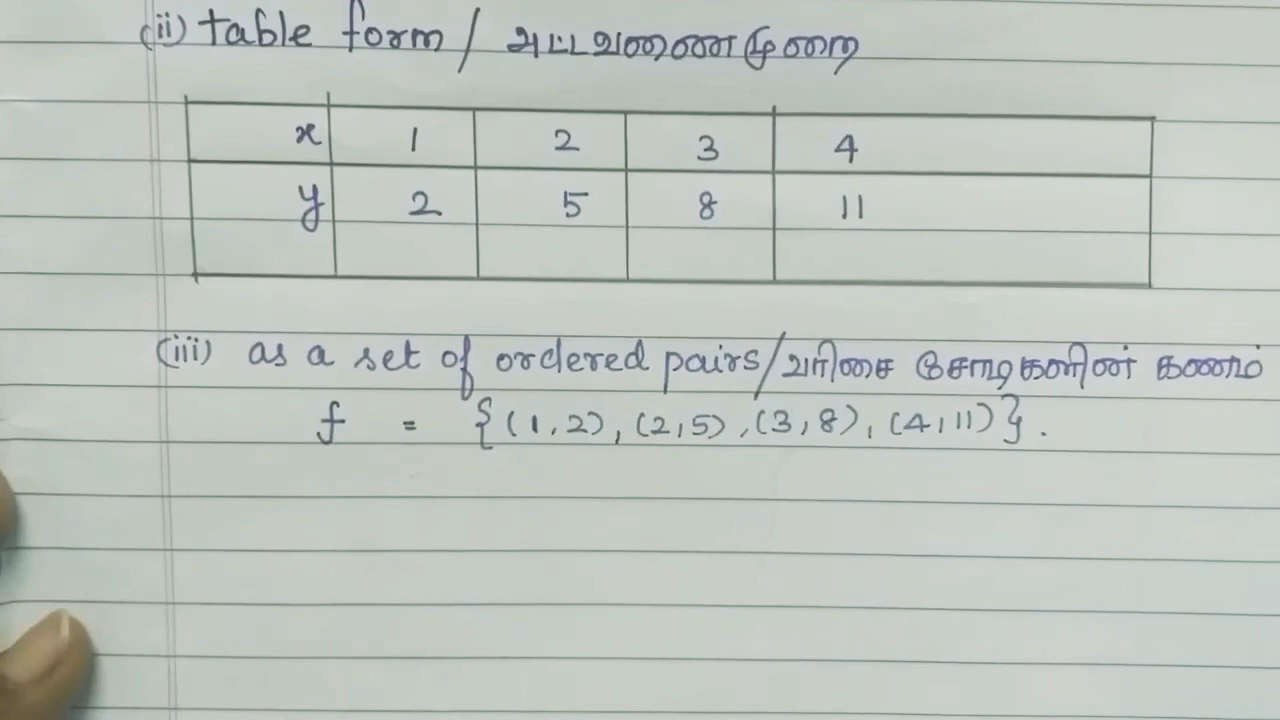 (ii) table form / அட்டவணைமுறை
x 1 2 3 4
y 2 5 8 11
(iii) as a set of ordered pairs/வரிசை சோடிகளின் கணம்
f = {(1,2), (2,5), (3,8), (4,11)}.